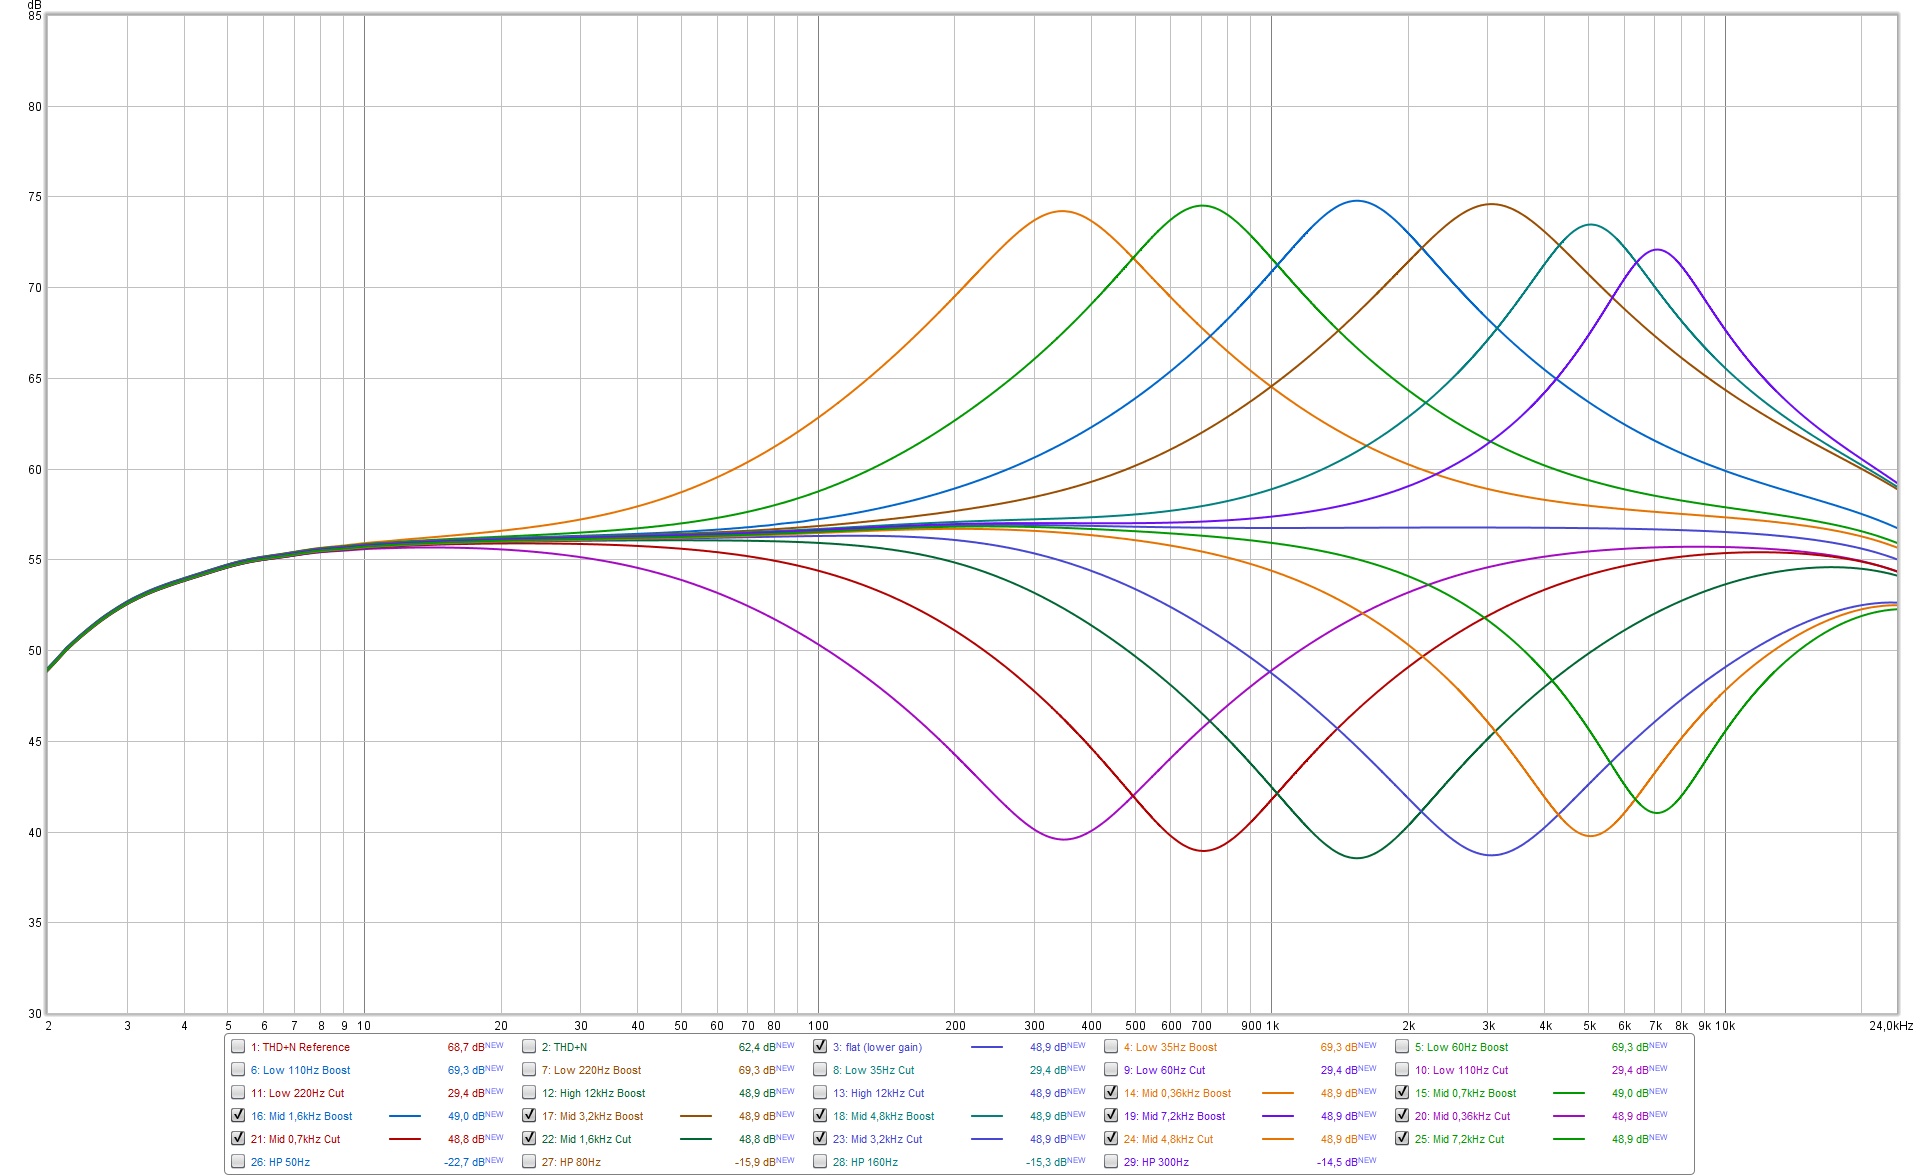 dB
85
80
75
70
65
60
55
50
45
40
35
30
2 3 4 5 6 7 8 9 10 20 30 40 50 60 70 80 100 200 300 400 500 600 700 900 1k 2k 3k 4k 5k 6k 7k 8k 9k 10k 24,0kHz
1: THD+N Reference 68,7 dB NEW 2: THD+N 62,4 dB NEW 3: flat (lower gain) 48,9 dB NEW 4: Low 35Hz Boost 69,3 dB NEW 5: Low 60Hz Boost 69,3 dB NEW
6: Low 110Hz Boost 69,3 dB NEW 7: Low 220Hz Boost 69,3 dB NEW 8: Low 35Hz Cut 29,4 dB NEW 9: Low 60Hz Cut 29,4 dB NEW 10: Low 110Hz Cut 29,4 dB NEW
11: Low 220Hz Cut 29,4 dB NEW 12: High 12kHz Boost 48,9 dB NEW 13: High 12kHz Cut 48,9 dB NEW 14: Mid 0,36kHz Boost 48,9 dB NEW 15: Mid 0,7kHz Boost 49,0 dB NEW
16: Mid 1,6kHz Boost 49,0 dB NEW 17: Mid 3,2kHz Boost 48,9 dB NEW 18: Mid 4,8kHz Boost 48,9 dB NEW 19: Mid 7,2kHz Boost 48,9 dB NEW 20: Mid 0,36kHz Cut 48,9 dB NEW
21: Mid 0,7kHz Cut 48,8 dB NEW 22: Mid 1,6kHz Cut 48,8 dB NEW 23: Mid 3,2kHz Cut 48,9 dB NEW 24: Mid 4,8kHz Cut 48,9 dB NEW 25: Mid 7,2kHz Cut 48,9 dB NEW
26: HP 50Hz -22,7 dB NEW 27: HP 80Hz -15,9 dB NEW 28: HP 160Hz -15,3 dB NEW 29: HP 300Hz -14,5 dB NEW